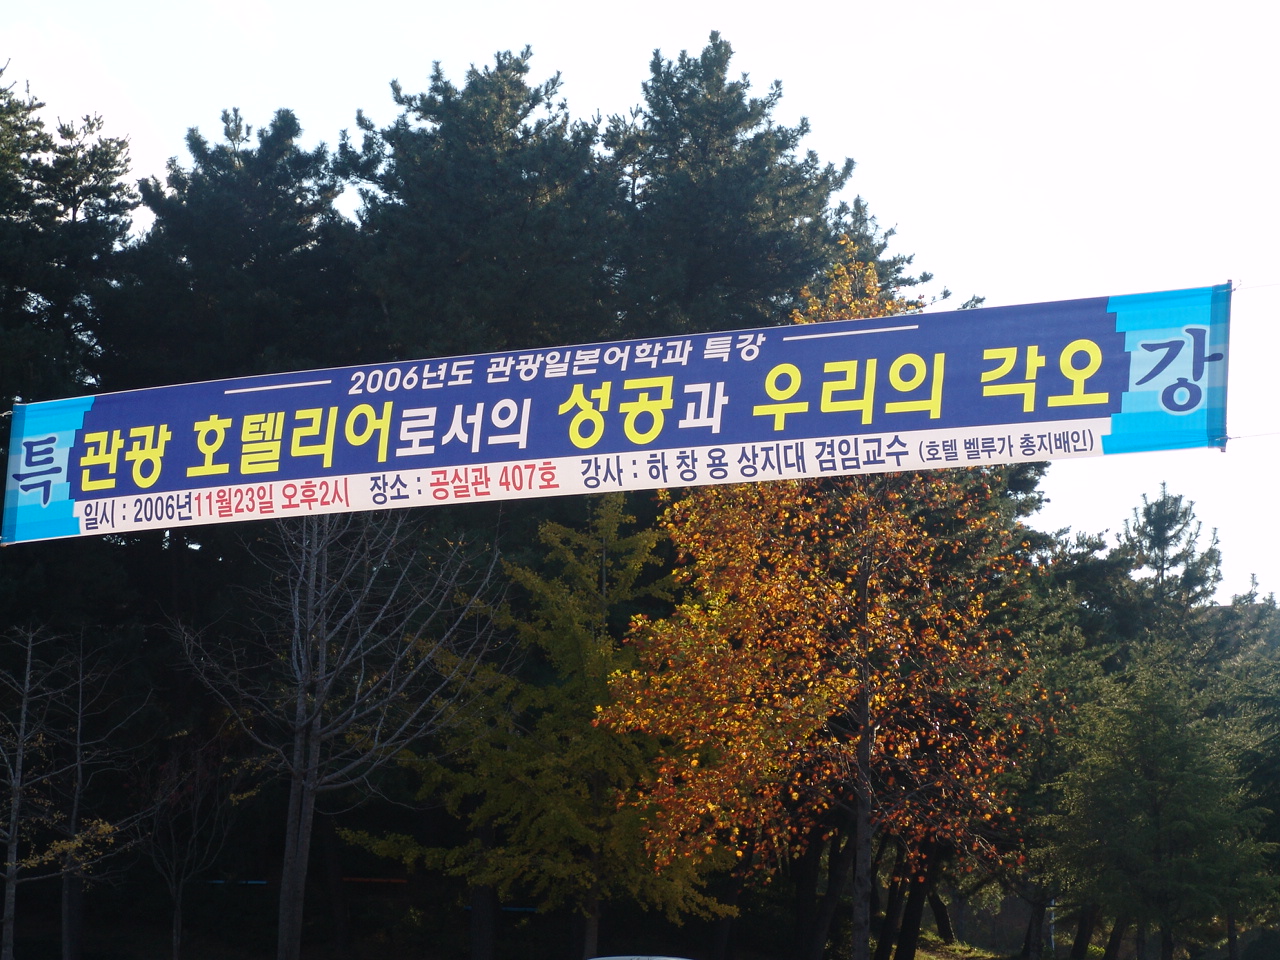 특
2006년도 관광일본어학과 특강
관광 호텔리어로서의 성공과 우리의 각오
일시 : 2006년11월23일 오후2시 장소 : 공실관 407호 강사 : 하창용 상지대 겸임교수 (호텔 벨루가 총지배인)
강